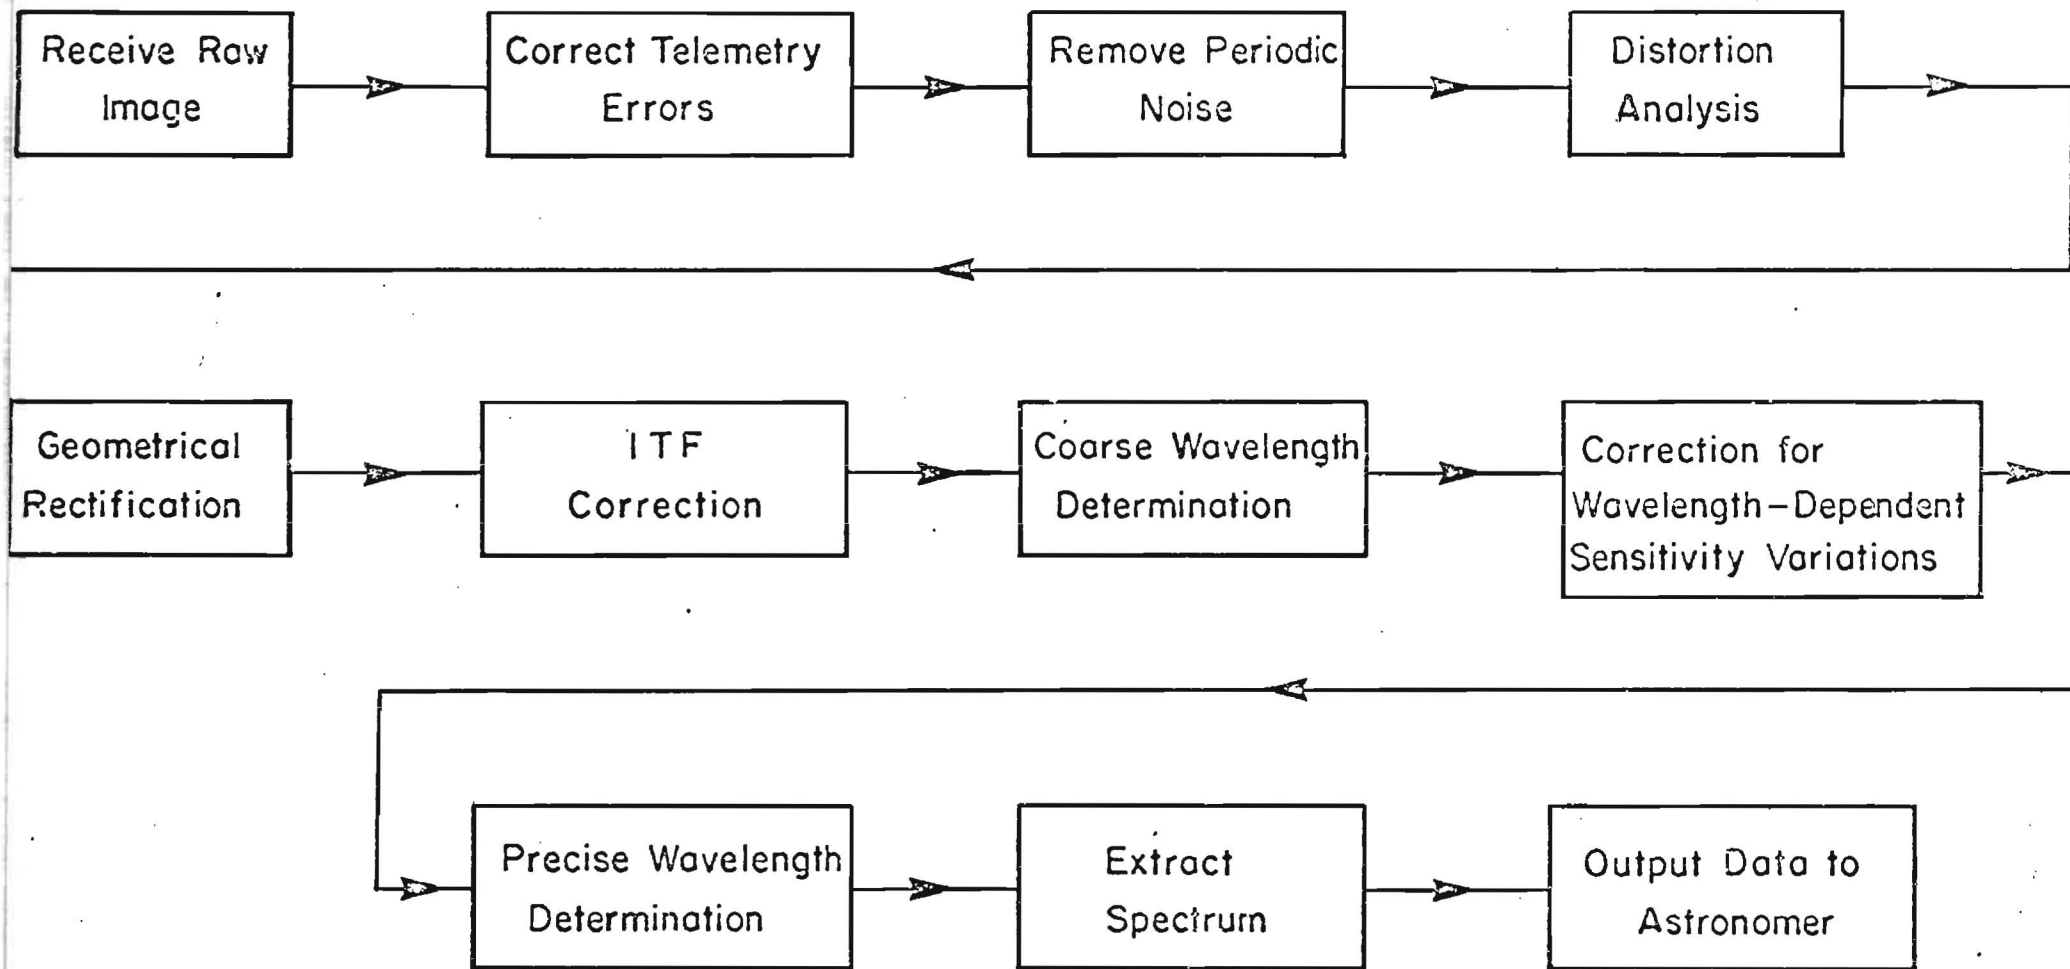 Receive Raw
Image
Correct Telemetry
Errors
Remove Periodic
Noise
Distortion
Analysis
Geometrical
Rectification
ITF
Correction
Coarse Wavelength
Determination
Correction for
Wavelength-Dependent
Sensitivity Variations
Precise Wavelength
Determination
Extract
Spectrum
Output Data to
Astronomer